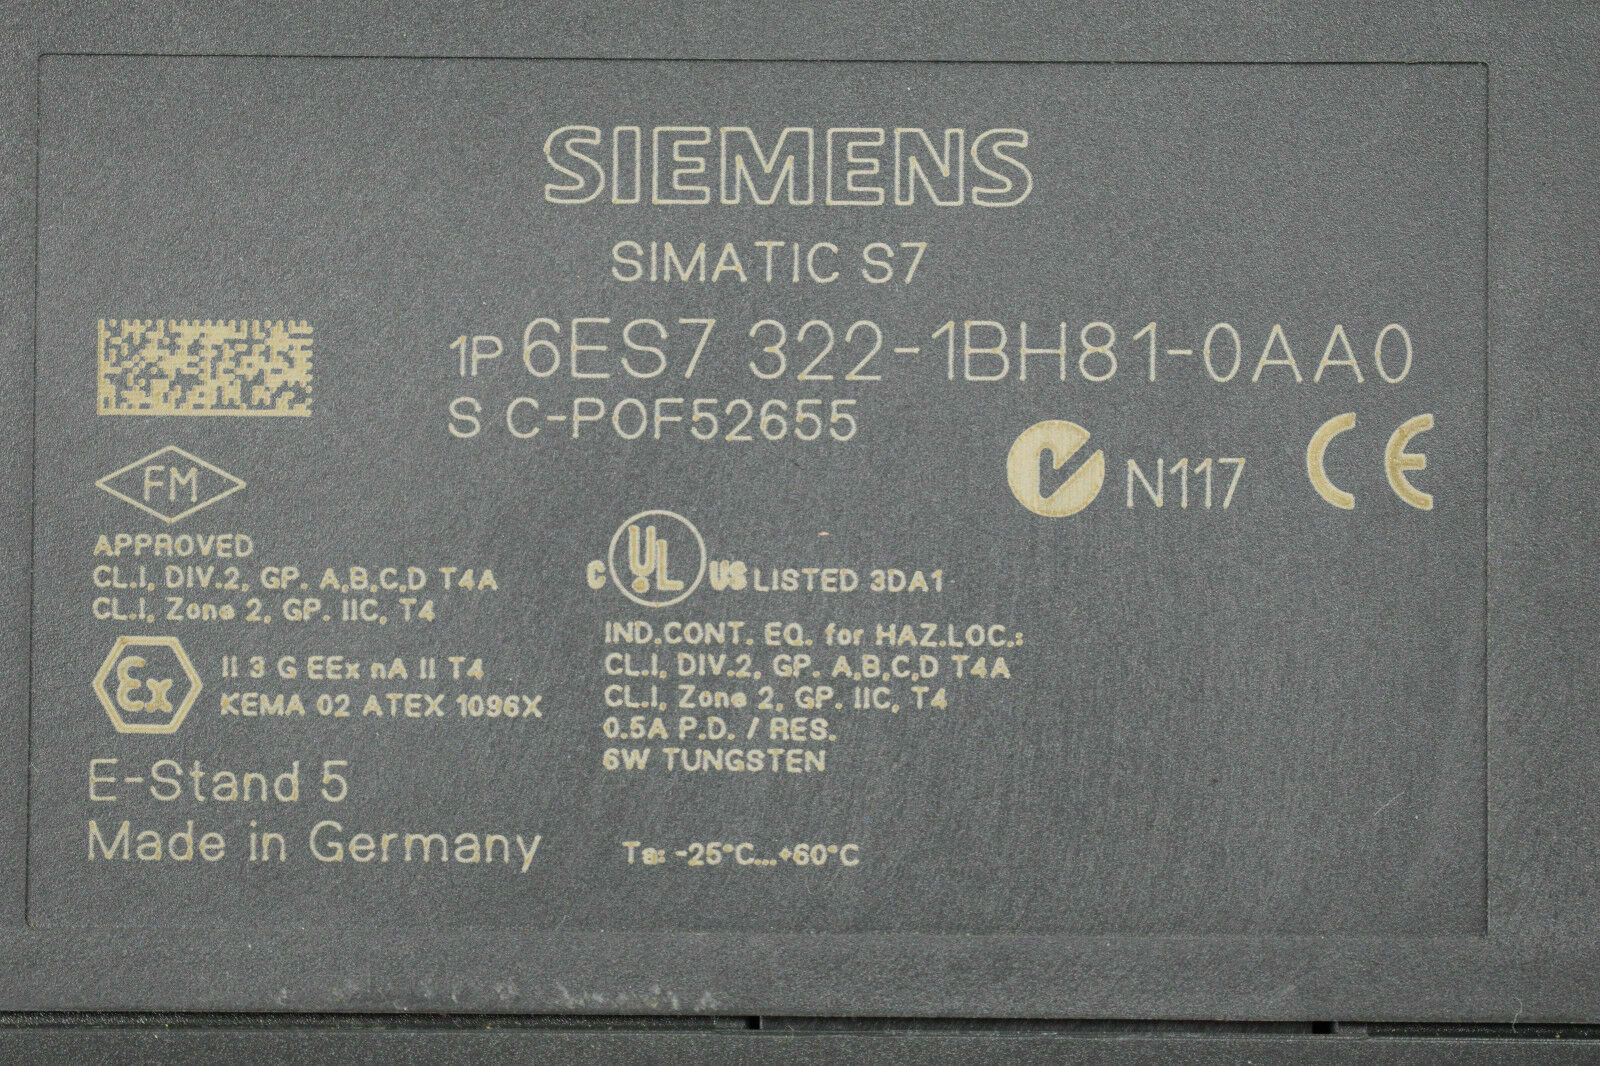 SIEMENS
SIMATIC S7
1P 6ES7 322-1BH81-0AA0
S C-P0F52655
N117 CE
FM
APPROVED
CL.I, DIV.2, GP. A,B,C,D T4A
CL.I, Zone 2, GP. IIC, T4
Ex
II 3 G EEx nA II T4
KEMA 02 ATEX 1096X
E-Stand 5
Made in Germany
C UL US LISTED 3DA1
IND.CONT. EQ. for HAZ.LOC.:
CL.I, DIV.2, GP. A,B,C,D T4A
CL.I, Zone 2, GP. IIC, T4
0.5A P.D. / RES.
6W TUNGSTEN
Ta: -25°C...+60°C